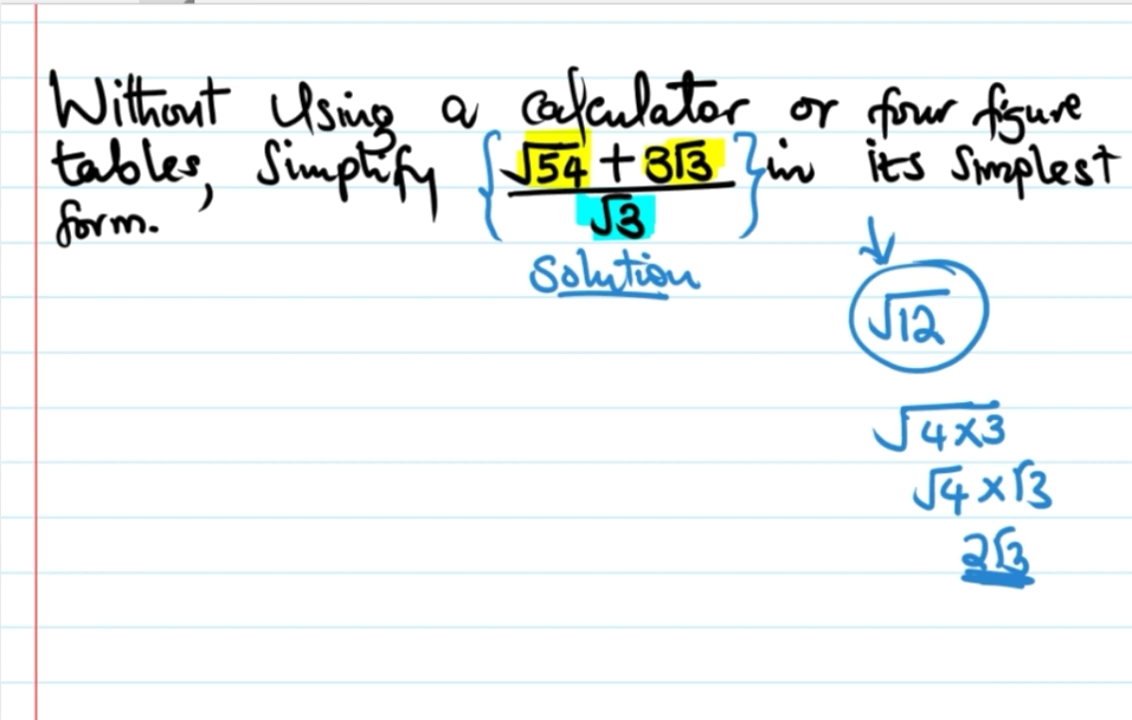 Without using a calculator or four figure
tables, Simplify {(√54 + 3√3)/√3} in its simplest
form.
Solution
√12
√4×3
√4 × √3
2√3